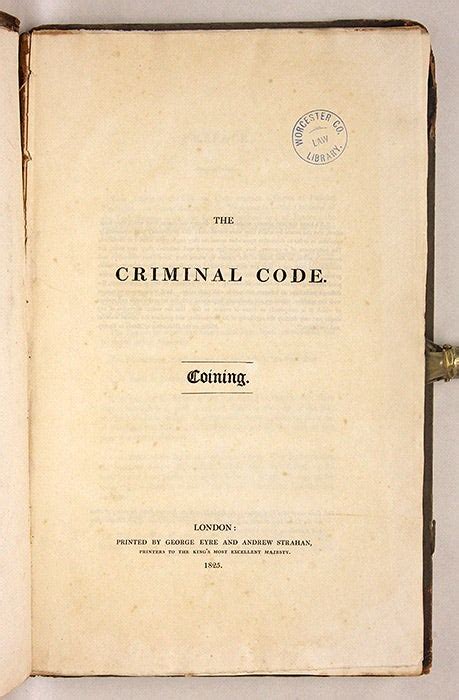 WORCESTER CO.
LAW
LIBRARY.
THE
CRIMINAL CODE.
Coining.
LONDON:
PRINTED BY GEORGE EYRE AND ANDREW STRAHAN,
PRINTERS TO THE KING'S MOST EXCELLENT MAJESTY.
1825.